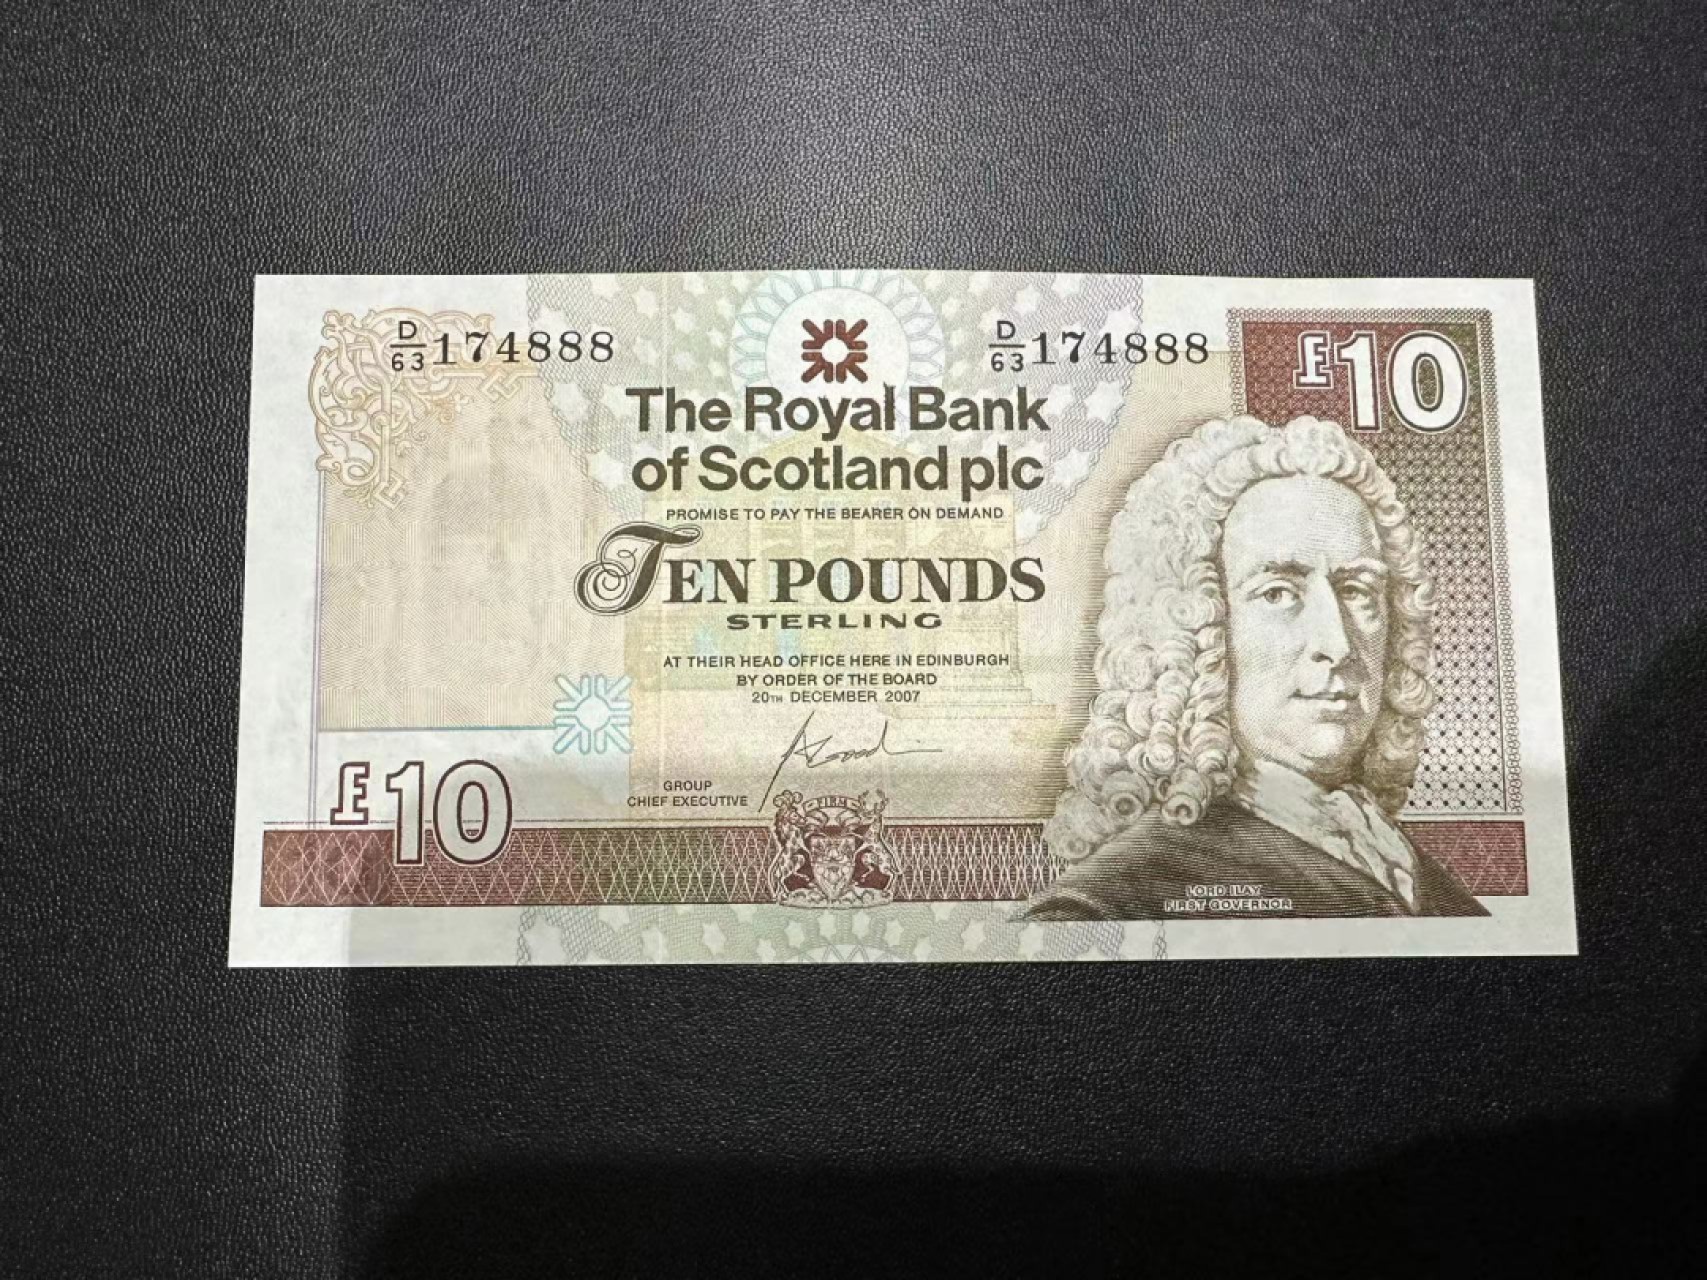 D/63 174888
D/63 174888
£10
The Royal Bank
of Scotland plc
PROMISE TO PAY THE BEARER ON DEMAND
TEN POUNDS
STERLING
AT THEIR HEAD OFFICE HERE IN EDINBURGH
BY ORDER OF THE BOARD
20TH DECEMBER 2007
GROUP
CHIEF EXECUTIVE
£10
FIRM
LORD ILAY
FIRST GOVERNOR